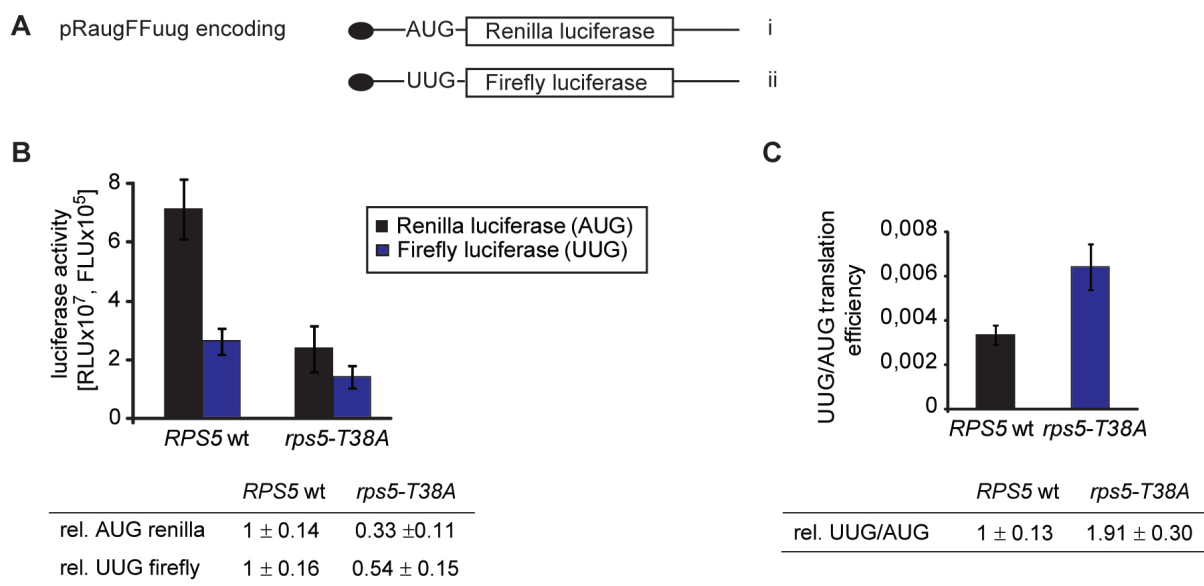 A
pRaugFFuug encoding
AUG
Renilla luciferase
i
UUG
Firefly luciferase
ii
B
luciferase activity
[RLUx10⁷, FLUx10⁵]
8
6
4
2
0
RPS5 wt
rps5-T38A
Renilla luciferase (AUG)
Firefly luciferase (UUG)
RPS5 wt rps5-T38A
rel. AUG renilla 1 ± 0.14 0.33 ±0.11
rel. UUG firefly 1 ± 0.16 0.54 ± 0.15
C
UUG/AUG translation
efficiency
0,008
0,006
0,004
0,002
0
RPS5 wt rps5-T38A
RPS5 wt rps5-T38A
rel. UUG/AUG 1 ± 0.13 1.91 ± 0.30